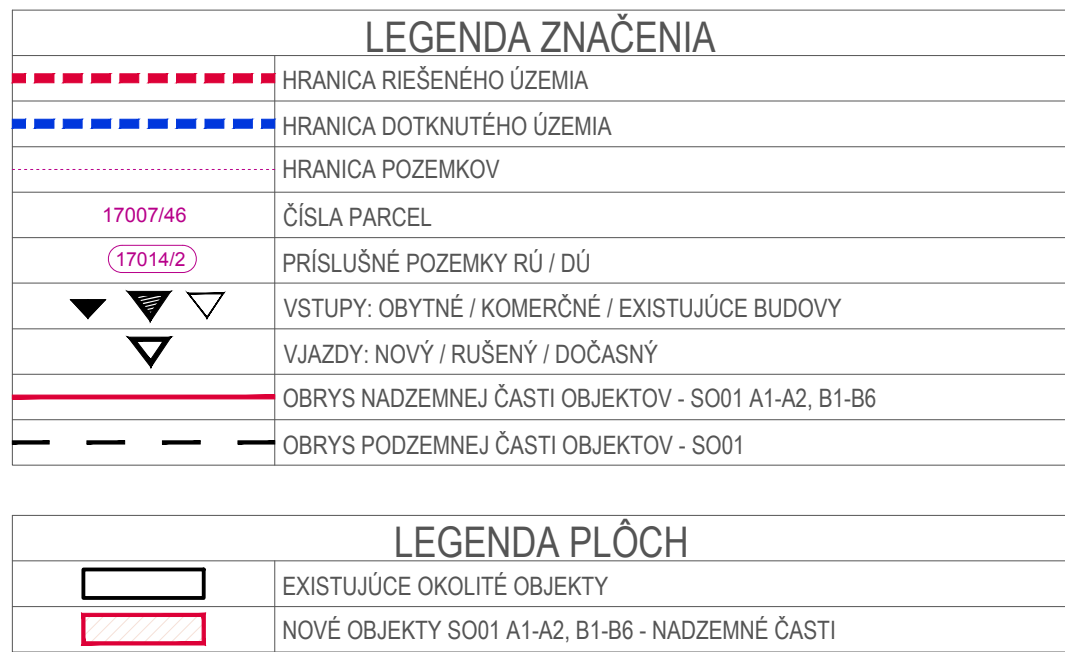 LEGENDA ZNAČENIA
HRANICA RIEŠENÉHO ÚZEMIA
HRANICA DOTKNUTÉHO ÚZEMIA
HRANICA POZEMKOV
17007/46 ČÍSLA PARCEL
17014/2 PRÍSLUŠNÉ POZEMKY RÚ / DÚ
VSTUPY: OBYTNÉ / KOMERČNÉ / EXISTUJÚCE BUDOVY
VJAZDY: NOVÝ / RUŠENÝ / DOČASNÝ
OBRYS NADZEMNEJ ČASTI OBJEKTOV - SO01 A1-A2, B1-B6
OBRYS PODZEMNEJ ČASTI OBJEKTOV - SO01
LEGENDA PLÔCH
EXISTUJÚCE OKOLITÉ OBJEKTY
NOVÉ OBJEKTY SO01 A1-A2, B1-B6 - NADZEMNÉ ČASTI